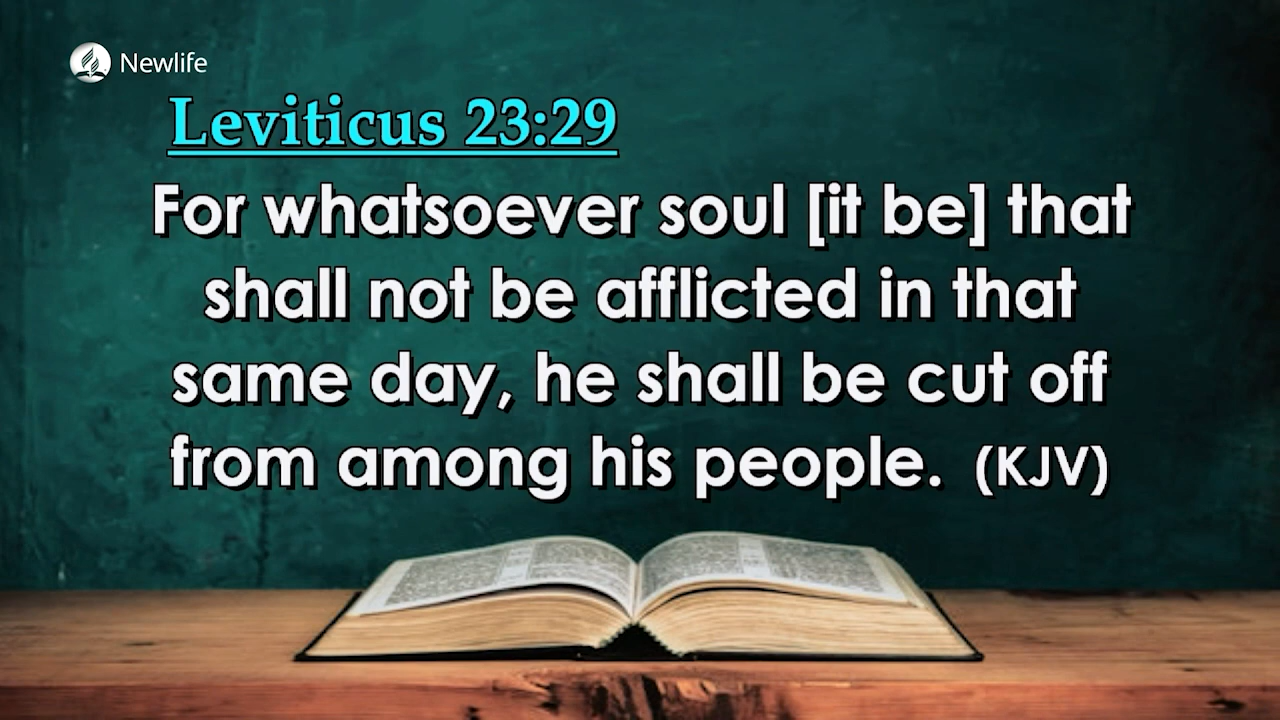 Newlife
Leviticus 23:29
For whatsoever soul [it be] that
shall not be afflicted in that
same day, he shall be cut off
from among his people. (KJV)